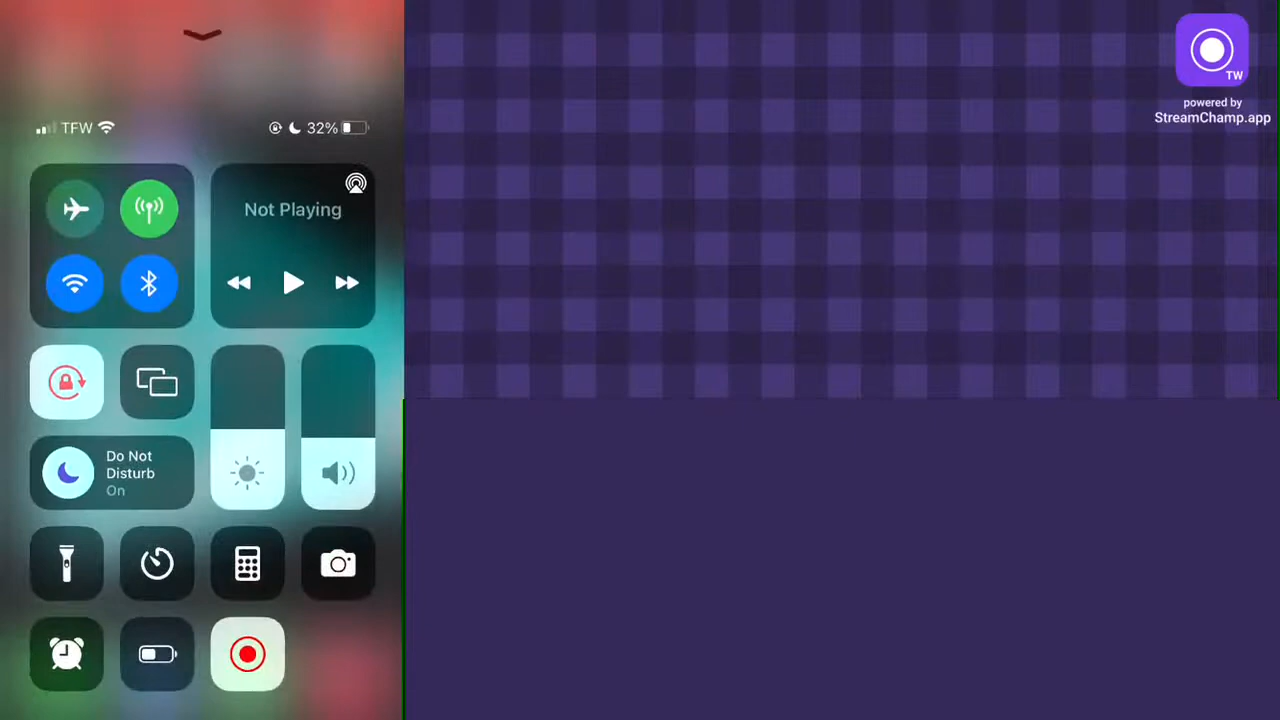 TFW
32%
Not Playing
Do Not
Disturb
On
TW
powered by
StreamChamp.app